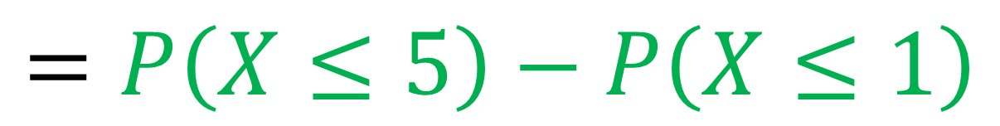 = P(X ≤ 5) − P(X ≤ 1)